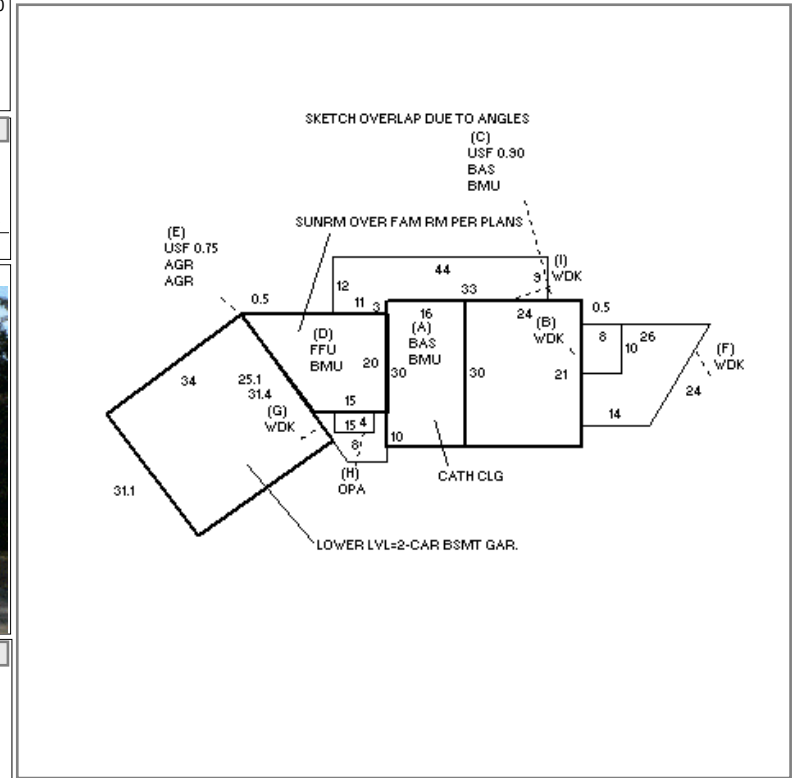 SKETCH OVERLAP DUE TO ANGLES
(C)
USF 0.90
BAS
BMU
SUNRM OVER FAM RM PER PLANS
(E)
USF 0.75
AGR
AGR
44
(I)
WDK
9
12
33
0.5
11
3
16
24
0.5
(A)
BAS
BMU
(B)
WDK
(D)
FFU
BMU
8
26
10
(F)
WDK
20
30
30
21
34
25.1
31.4
24
15
(G)
WDK
15
4
14
8
10
(H)
OPA
CATH CLG
31.1
LOWER LVL=2-CAR BSMT GAR.